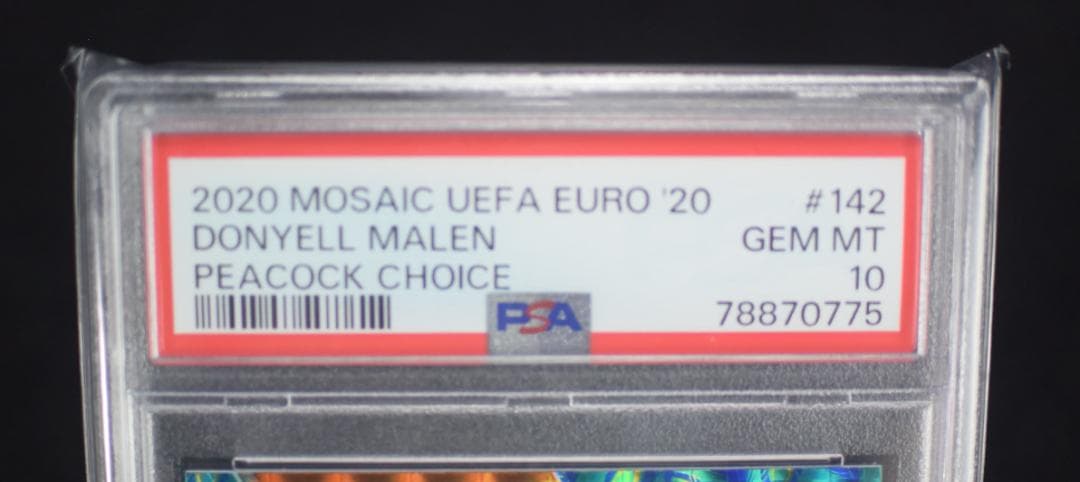 2020 MOSAIC UEFA EURO '20 #142
DONYELL MALEN GEM MT
PEACOCK CHOICE 10
PSA 78870775